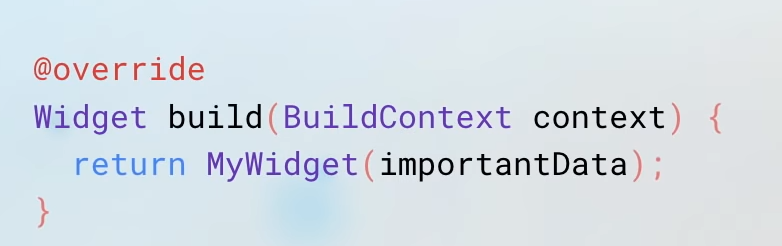 @override
Widget build(BuildContext context) {
  return MyWidget(importantData);
}